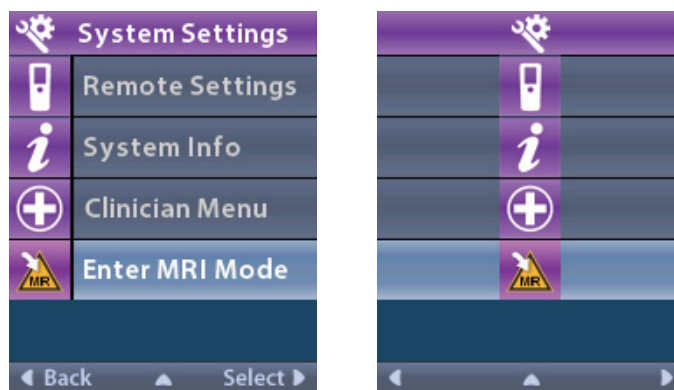 System Settings
Remote Settings
i System Info
Clinician Menu
MR Enter MRI Mode
Back Select
i
MR